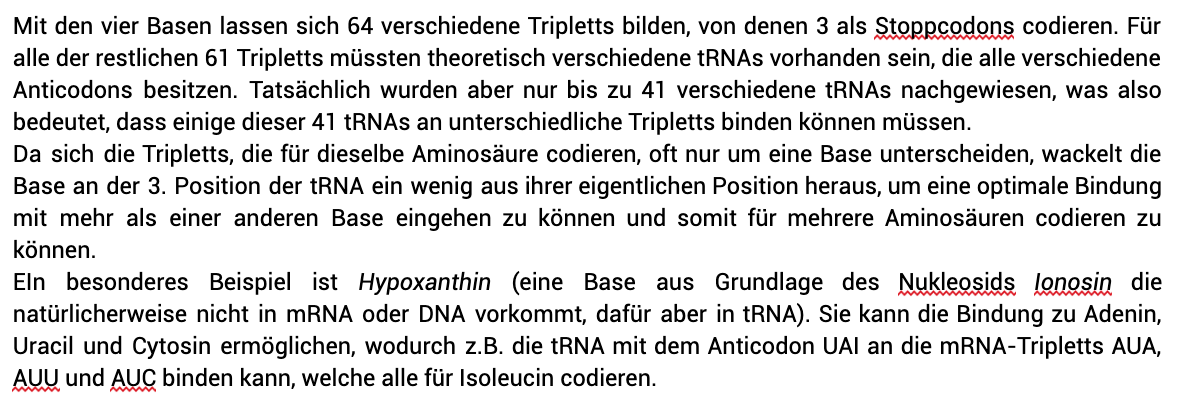 Mit den vier Basen lassen sich 64 verschiedene Tripletts bilden, von denen 3 als Stoppcodons codieren. Für
alle der restlichen 61 Tripletts müssten theoretisch verschiedene tRNAs vorhanden sein, die alle verschiedene
Anticodons besitzen. Tatsächlich wurden aber nur bis zu 41 verschiedene tRNAs nachgewiesen, was also
bedeutet, dass einige dieser 41 tRNAs an unterschiedliche Tripletts binden können müssen.
Da sich die Tripletts, die für dieselbe Aminosäure codieren, oft nur um eine Base unterscheiden, wackelt die
Base an der 3. Position der tRNA ein wenig aus ihrer eigentlichen Position heraus, um eine optimale Bindung
mit mehr als einer anderen Base eingehen zu können und somit für mehrere Aminosäuren codieren zu
können.
EIn besonderes Beispiel ist Hypoxanthin (eine Base aus Grundlage des Nukleosids Ionosin die
natürlicherweise nicht in mRNA oder DNA vorkommt, dafür aber in tRNA). Sie kann die Bindung zu Adenin,
Uracil und Cytosin ermöglichen, wodurch z.B. die tRNA mit dem Anticodon UAI an die mRNA-Tripletts AUA,
AUU und AUC binden kann, welche alle für Isoleucin codieren.